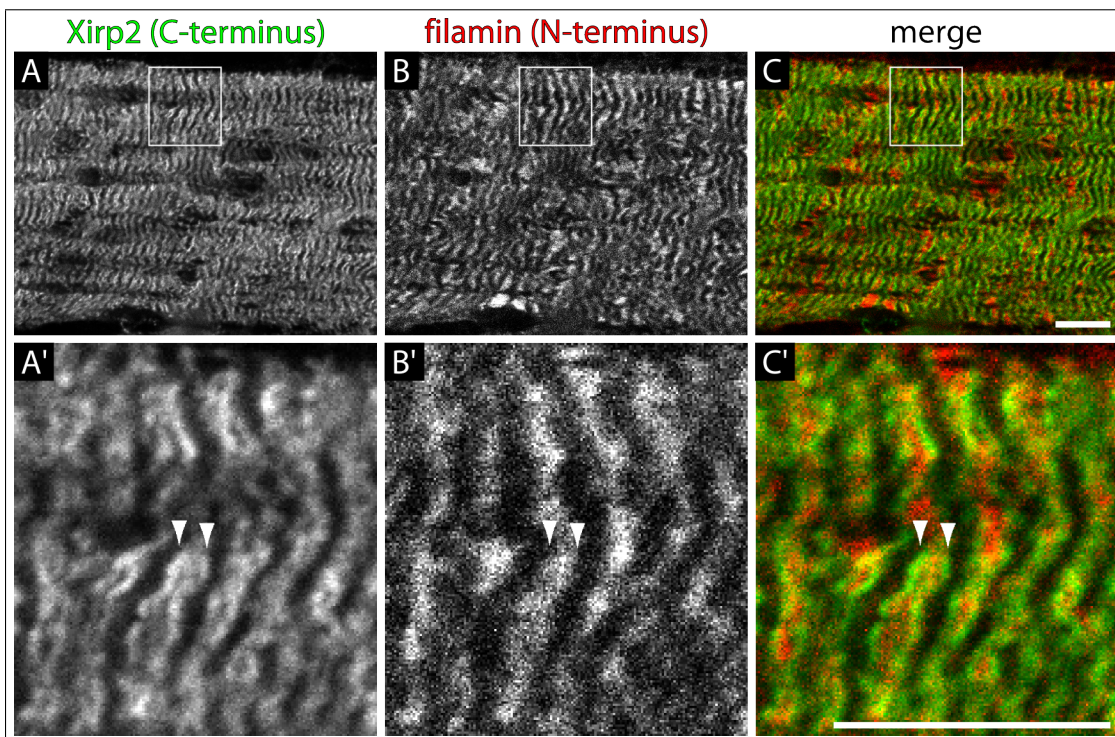 Xirp2 (C-terminus) filamin (N-terminus) merge
A B C
A' B' C'